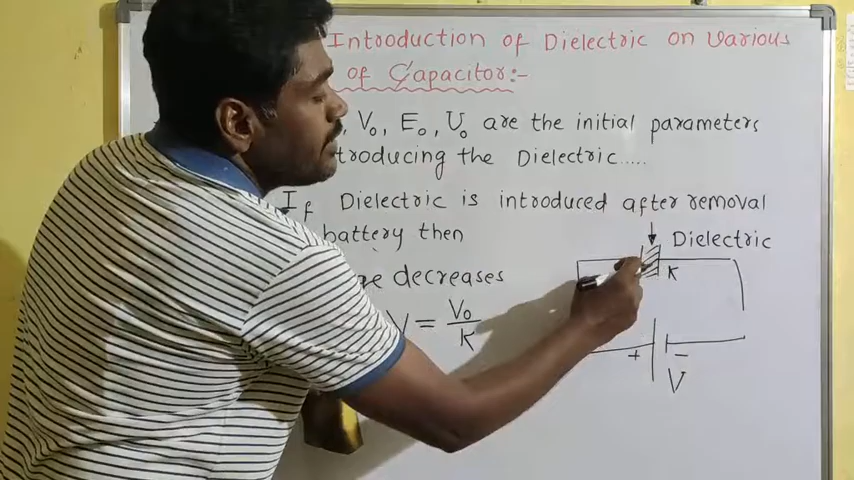 Introduction of Dielectric on Various
of Capacitor :-
V₀, E₀, U₀ are the initial parameters
troducing the Dielectric.....
If Dielectric is introduced after removal
battery then
decreases
V = V₀/K
Dielectric
K
+ -
V